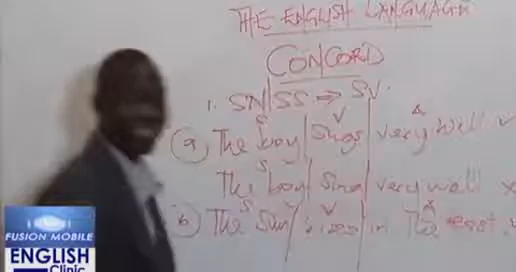 THE ENGLISH LANGUAGE
CONCORD
1. SN/SS ⇒ SV
S V A
(a) The boy | sings | very well ✓
S
The boy | sing | very well x
S V A
(b) The Sun | rises | in the east. ✓
FUSION MOBILE
ENGLISH
Clinic